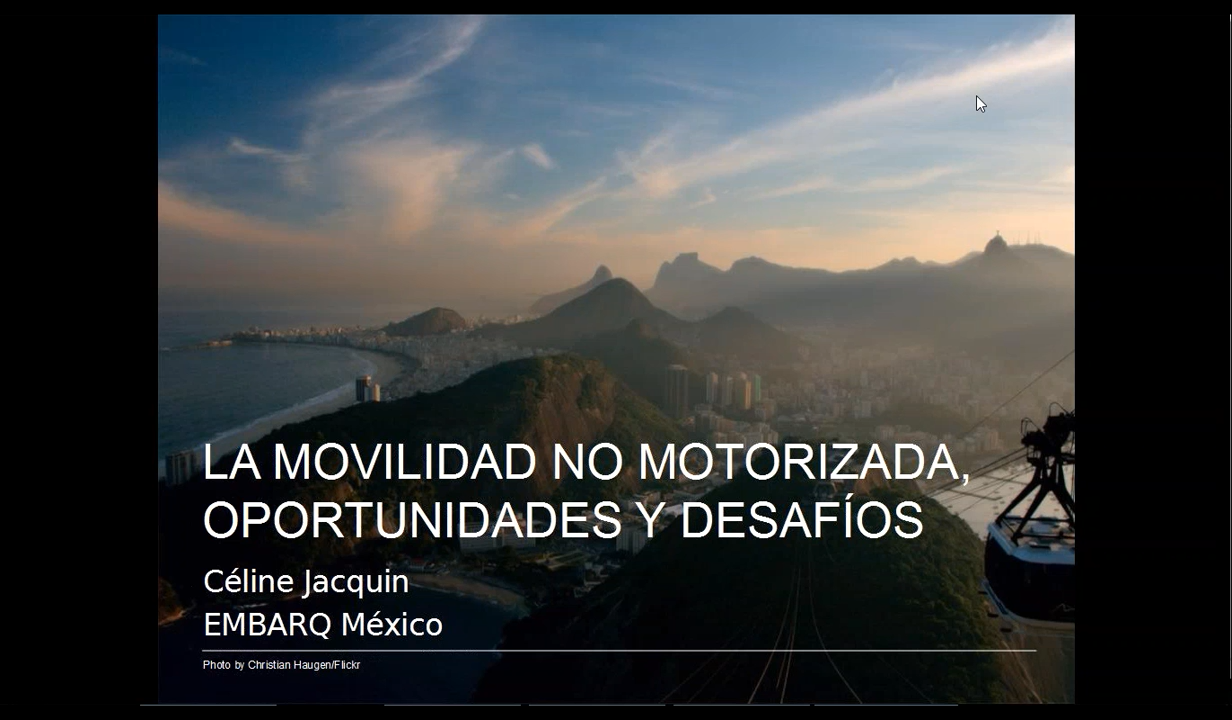 LA MOVILIDAD NO MOTORIZADA,
OPORTUNIDADES Y DESAFÍOS
Céline Jacquin
EMBARQ México
Photo by Christian Haugen/Flickr